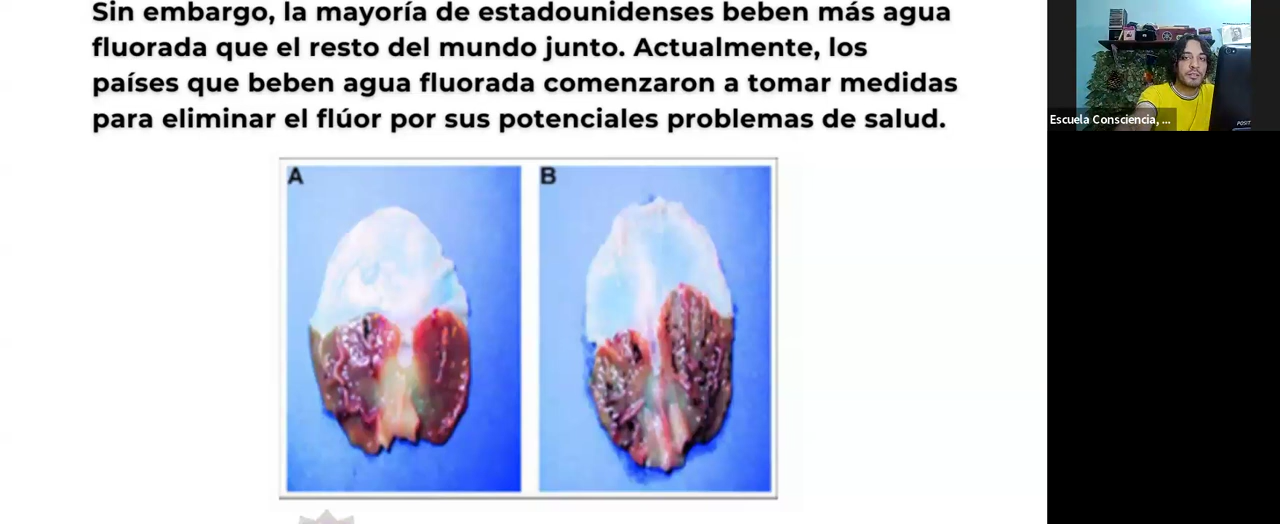 Sin embargo, la mayoría de estadounidenses beben más agua
fluorada que el resto del mundo junto. Actualmente, los
países que beben agua fluorada comenzaron a tomar medidas
para eliminar el flúor por sus potenciales problemas de salud.
A
B
Escuela Consciencia, ...
POSIT